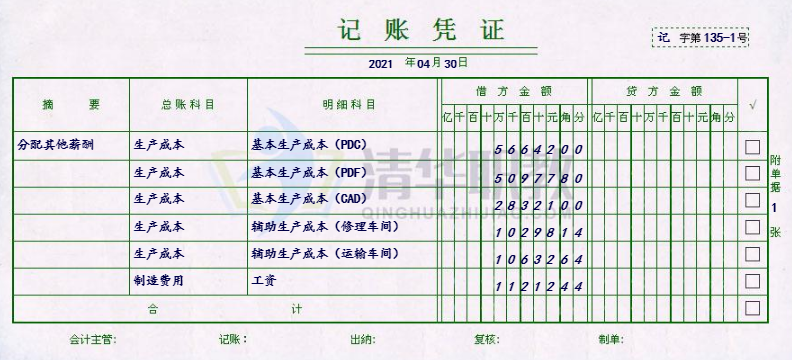 记 账 凭 证
记 字第 135-1 号
2021 年 04 月 30 日
摘 要 总账科目 明细科目 借方金额 贷方金额 √
亿 千 百 十 万 千 百 十 元 角 分 亿 千 百 十 万 千 百 十 元 角 分
分配其他薪酬 生产成本 基本生产成本（PDC） 5664200
生产成本 基本生产成本（PDF） 5097780
生产成本 基本生产成本（CAD） 2832100
生产成本 辅助生产成本（修理车间） 1029814
生产成本 辅助生产成本（运输车间） 1063264
制造费用 工资 1121244
合 计
附单据 1 张
会计主管: 记账: 出纳: 复核: 制单:
清华职教
QINGHUAZHIJIAO.COM